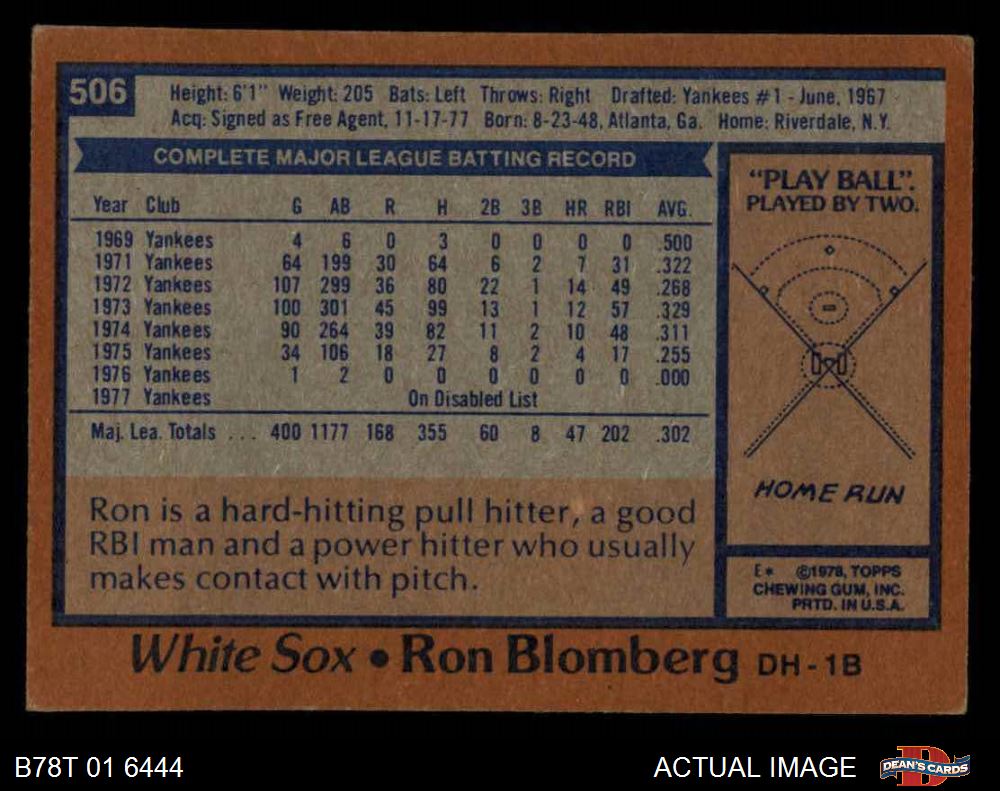 506
Height: 6'1" Weight: 205 Bats: Left Throws: Right Drafted: Yankees #1 - June, 1967
Acq: Signed as Free Agent, 11-17-77 Born: 8-23-48, Atlanta, Ga. Home: Riverdale, N.Y.
COMPLETE MAJOR LEAGUE BATTING RECORD
Year Club G AB R H 2B 3B HR RBI AVG.
1969 Yankees 4 6 0 3 0 0 0 0 .500
1971 Yankees 64 199 30 64 6 2 7 31 .322
1972 Yankees 107 299 36 80 22 1 14 49 .268
1973 Yankees 100 301 45 99 13 1 12 57 .329
1974 Yankees 90 264 39 82 11 2 10 48 .311
1975 Yankees 34 106 18 27 8 2 4 17 .255
1976 Yankees 1 2 0 0 0 0 0 0 .000
1977 Yankees On Disabled List
Maj. Lea. Totals ... 400 1177 168 355 60 8 47 202 .302
"PLAY BALL".
PLAYED BY TWO.
HOME RUN
Ron is a hard-hitting pull hitter, a good
RBI man and a power hitter who usually
makes contact with pitch.
E* ©1978, TOPPS
CHEWING GUM, INC.
PRTD. IN U.S.A.
White Sox • Ron Blomberg DH - 1B
B78T 01 6444
ACTUAL IMAGE
DEAN'S CARDS